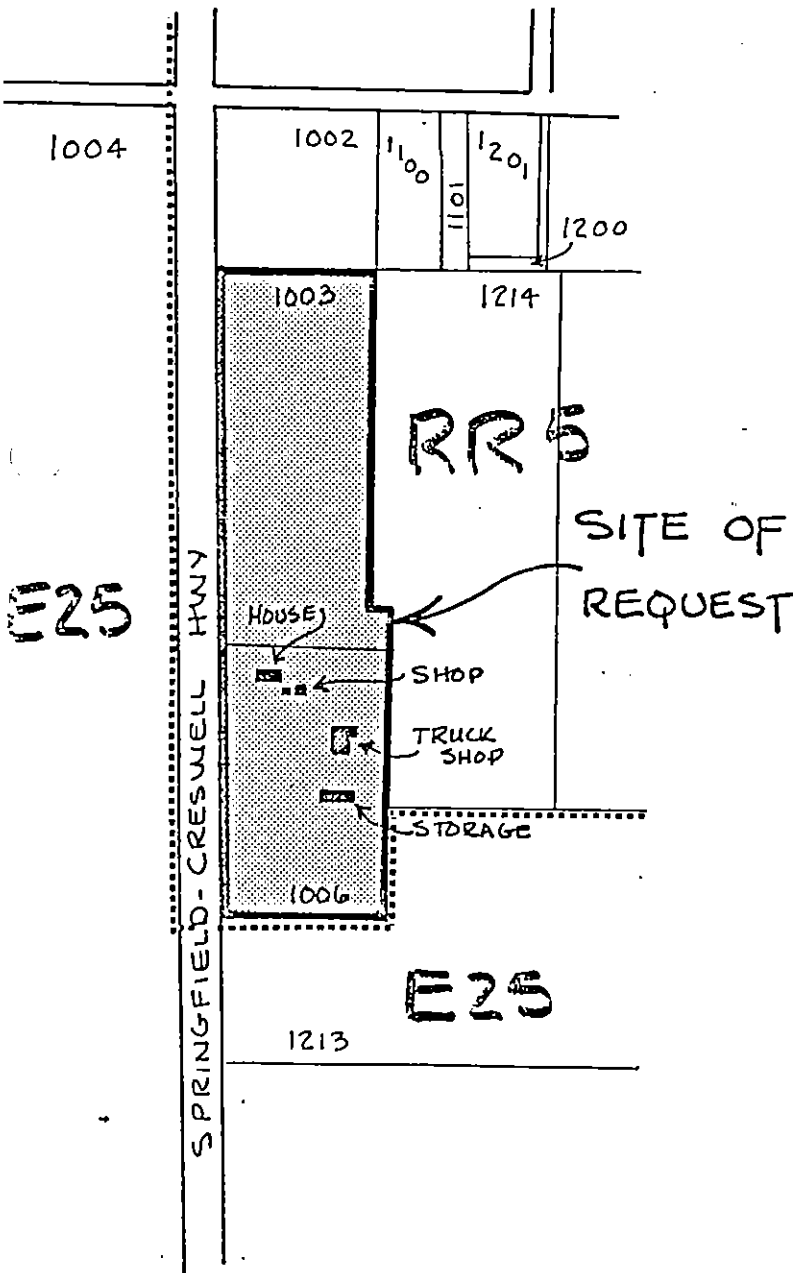 1004
1002
1100
1101
1201
1200
1003
1214
RR5
SITE OF
REQUEST
E25
SPRINGFIELD-CRESWELL HWY
HOUSE
SHOP
TRUCK
SHOP
STORAGE
1006
E25
1213